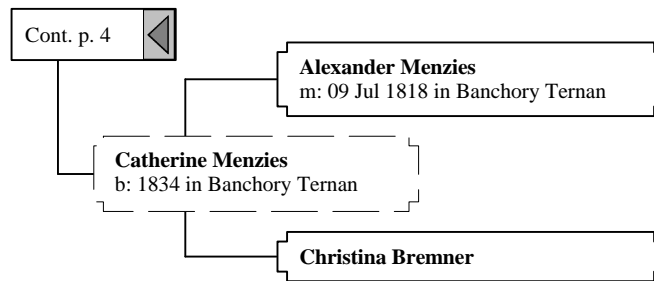 Cont. p. 4
Alexander Menzies
m: 09 Jul 1818 in Banchory Ternan
Catherine Menzies
b: 1834 in Banchory Ternan
Christina Bremner